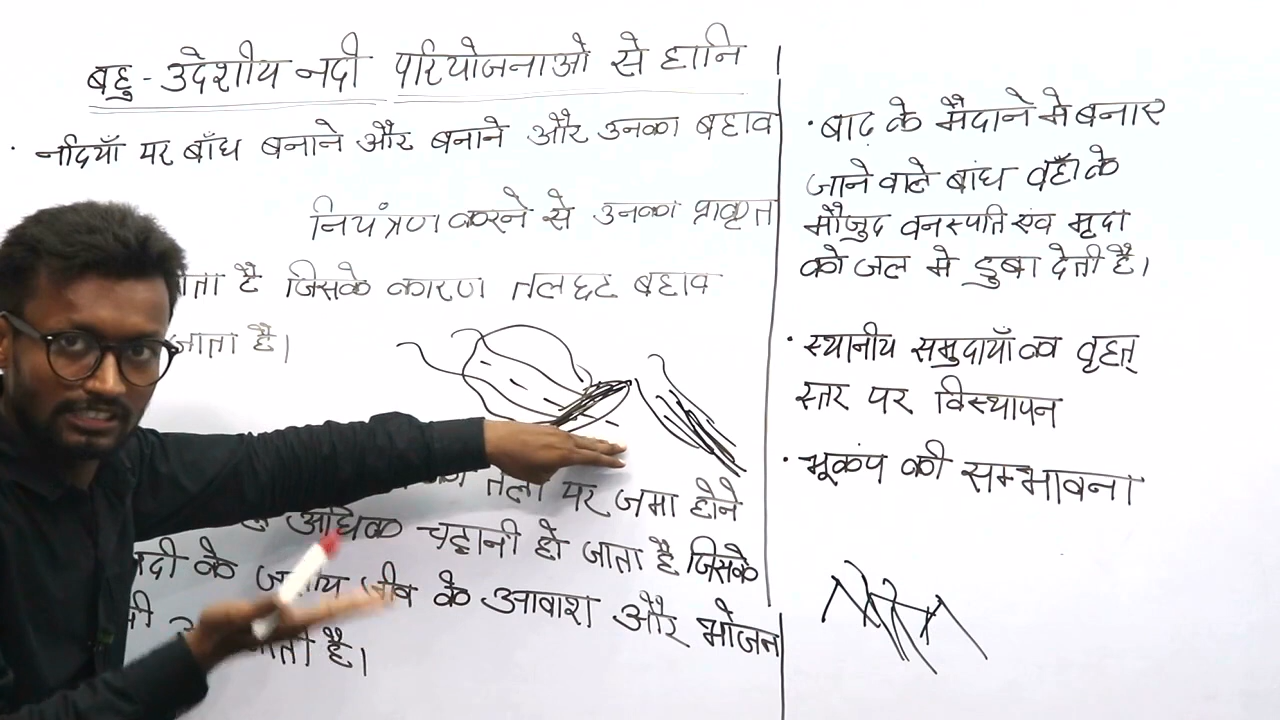 बहु-उदेशीय नदी परियोजनाओ से हानि
· नदियाँ पर बाँध बनाने और बनाने और उनका बहाव
नियंत्रण करने से उनका प्राकृत
है जिसके कारण तलछट बहाव
जाता है।
तली पर जमा होने
अधिक चट्टानी हो जाता है जिसके
नदी के जलीय जीव के आवाश और भोजन
है।
· बाढ़ के मैदाने मे बनाए
जाने वाले बांध वहाँ के
मौजुद वनस्पति एंव मृदा
को जल मे डुबा देती है।
· स्थानीय समुदायाँ का वृहत्
स्तर पर विस्थापन
· भूकंप की सम्भावना